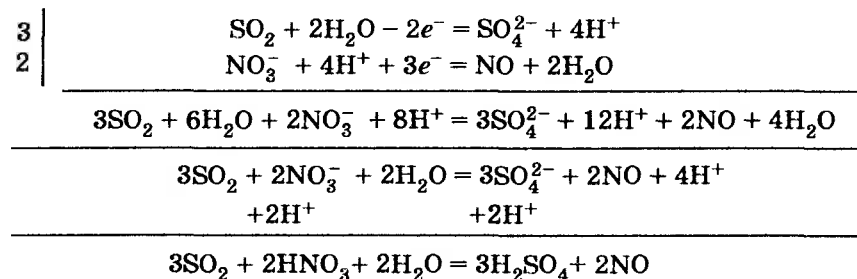 3 | SO₂ + 2H₂O − 2e⁻ = SO₄²⁻ + 4H⁺
2 | NO₃⁻ + 4H⁺ + 3e⁻ = NO + 2H₂O
3SO₂ + 6H₂O + 2NO₃⁻ + 8H⁺ = 3SO₄²⁻ + 12H⁺ + 2NO + 4H₂O
3SO₂ + 2NO₃⁻ + 2H₂O = 3SO₄²⁻ + 2NO + 4H⁺
+2H⁺ +2H⁺
3SO₂ + 2HNO₃ + 2H₂O = 3H₂SO₄ + 2NO